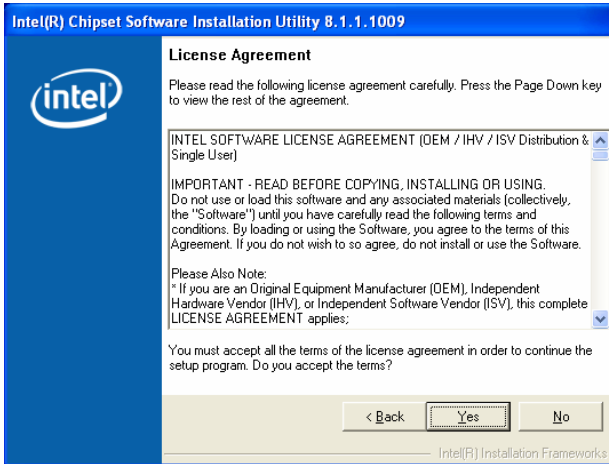 Intel(R) Chipset Software Installation Utility 8.1.1.1009
intel
License Agreement
Please read the following license agreement carefully. Press the Page Down key
to view the rest of the agreement.
INTEL SOFTWARE LICENSE AGREEMENT (OEM / IHV / ISV Distribution &
Single User)
IMPORTANT - READ BEFORE COPYING, INSTALLING OR USING.
Do not use or load this software and any associated materials (collectively,
the "Software") until you have carefully read the following terms and
conditions. By loading or using the Software, you agree to the terms of this
Agreement. If you do not wish to so agree, do not install or use the Software.
Please Also Note:
* If you are an Original Equipment Manufacturer (OEM), Independent
Hardware Vendor (IHV), or Independent Software Vendor (ISV), this complete
LICENSE AGREEMENT applies;
You must accept all the terms of the license agreement in order to continue the
setup program. Do you accept the terms?
< Back Yes No
Intel(R) Installation Frameworks